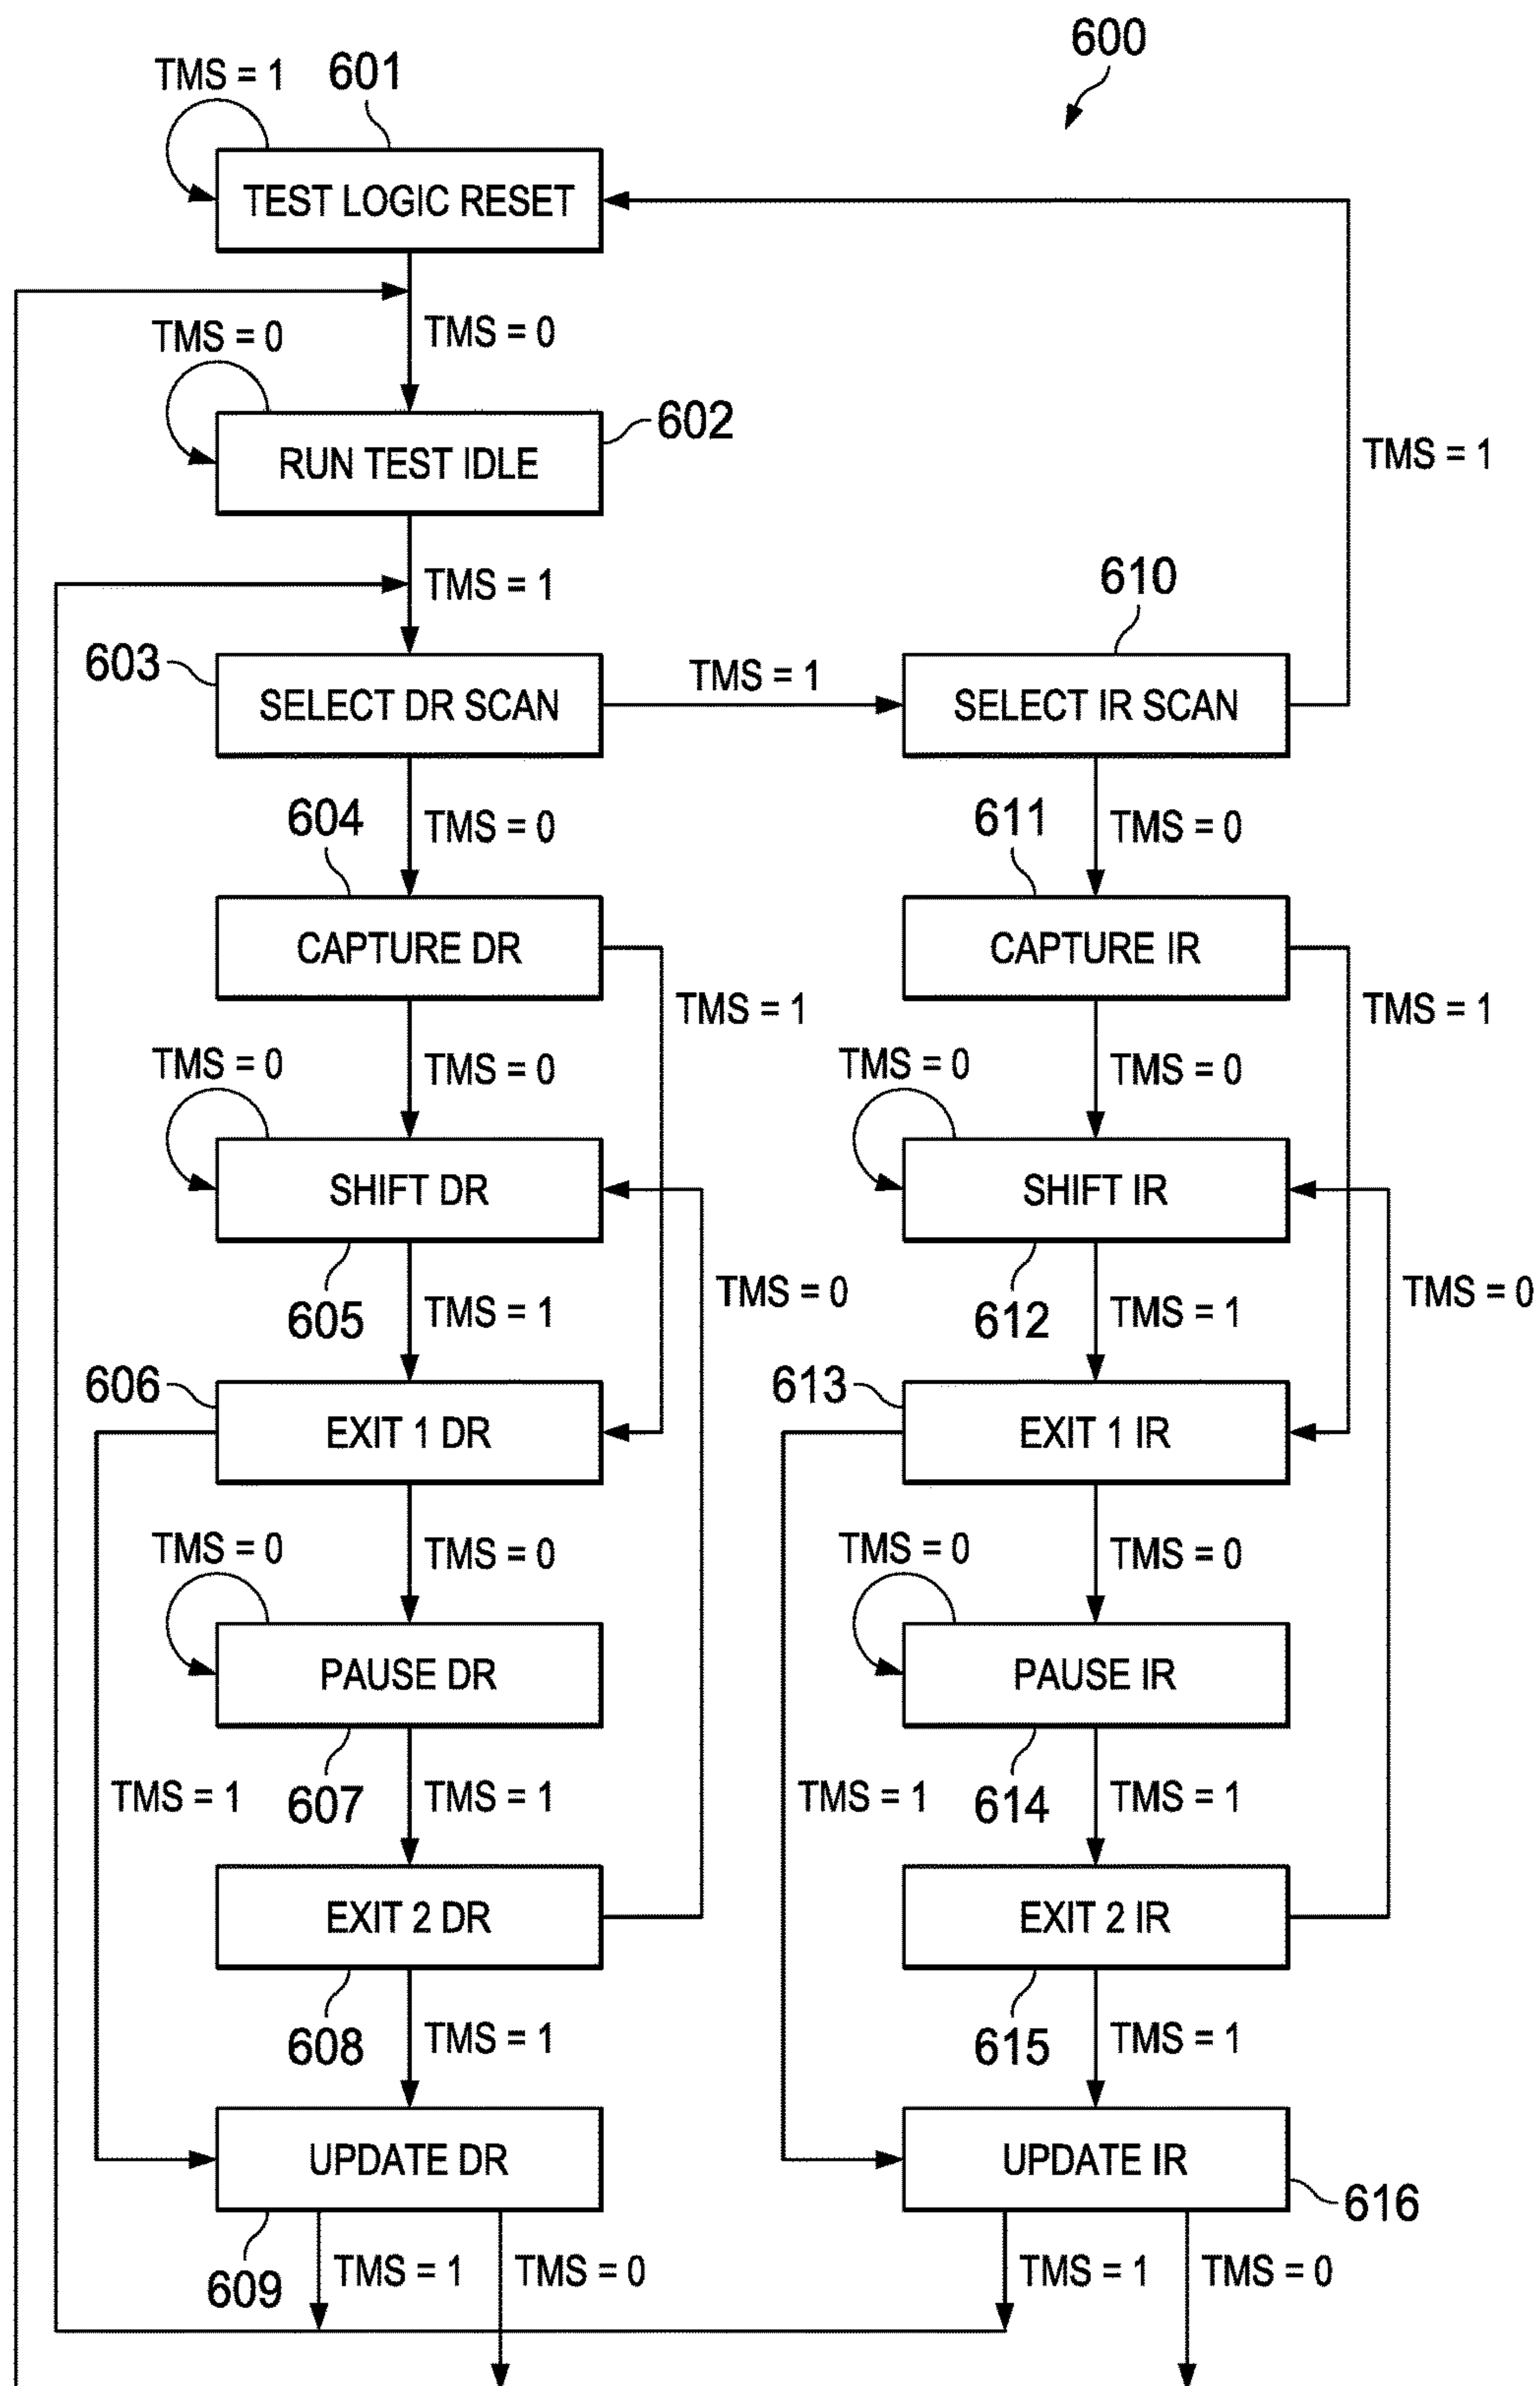 600
TMS = 1
601
TEST LOGIC RESET
TMS = 0
TMS = 0
602
RUN TEST IDLE
TMS = 1
TMS = 1
610
603
SELECT DR SCAN
TMS = 1
SELECT IR SCAN
604
TMS = 0
611
TMS = 0
CAPTURE DR
CAPTURE IR
TMS = 1
TMS = 1
TMS = 0
TMS = 0
TMS = 0
TMS = 0
SHIFT DR
SHIFT IR
605
TMS = 1
TMS = 0
612
TMS = 1
TMS = 0
606
EXIT 1 DR
613
EXIT 1 IR
TMS = 0
TMS = 0
TMS = 0
TMS = 0
PAUSE DR
PAUSE IR
TMS = 1
607
TMS = 1
TMS = 1
614
TMS = 1
EXIT 2 DR
EXIT 2 IR
608
TMS = 1
615
TMS = 1
UPDATE DR
UPDATE IR
616
609
TMS = 1
TMS = 0
TMS = 1
TMS = 0